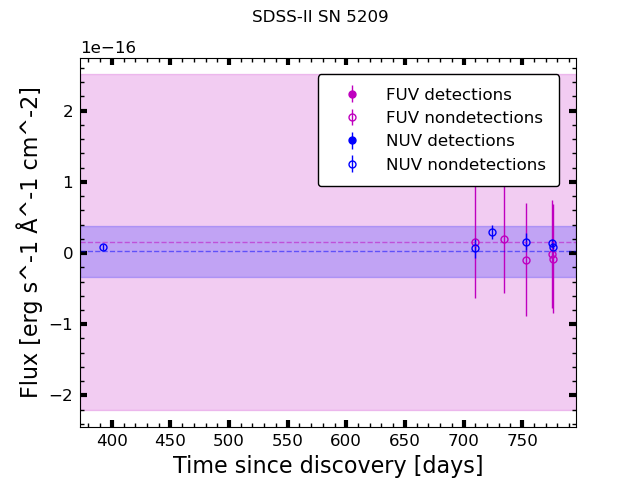 SDSS-II SN 5209
1e−16
FUV detections
FUV nondetections
NUV detections
NUV nondetections
2
1
0
−1
−2
Flux [erg s^-1 Å^-1 cm^-2]
400 450 500 550 600 650 700 750
Time since discovery [days]